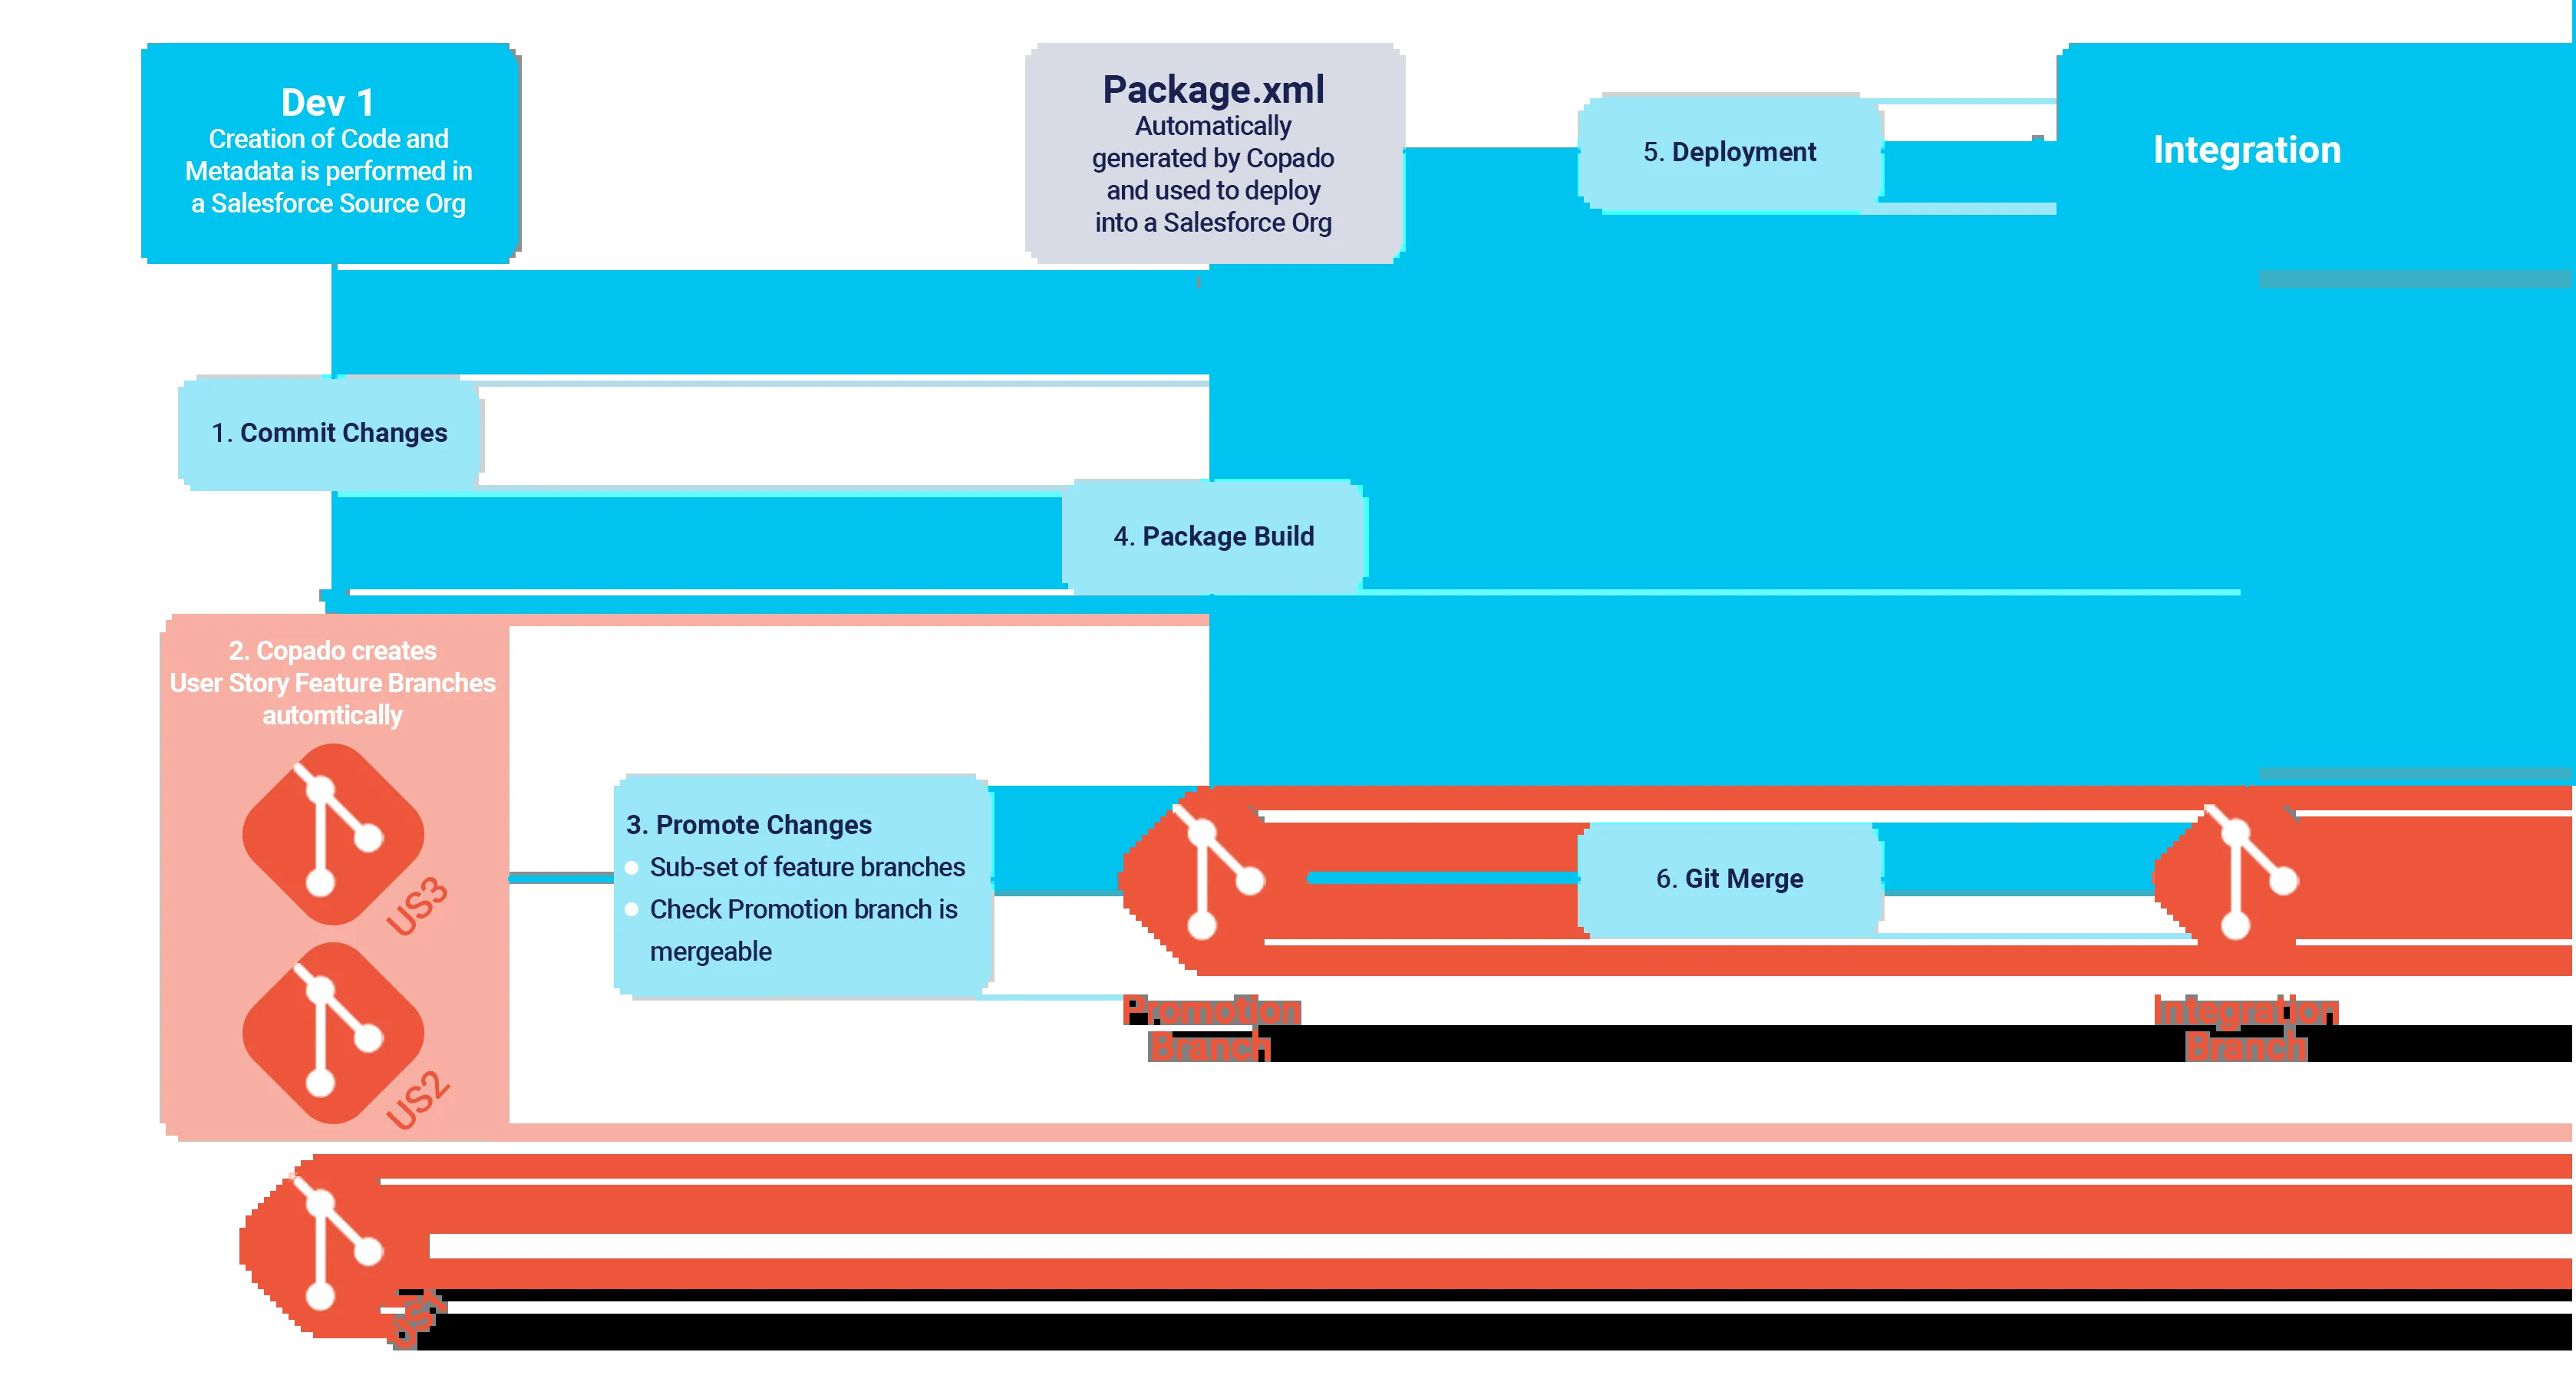 Dev 1
Creation of Code and
Metadata is performed in
a Salesforce Source Org
Package.xml
Automatically
generated by Copado
and used to deploy
into a Salesforce Org
5. Deployment
Integration
1. Commit Changes
4. Package Build
2. Copado creates
User Story Feature Branches
automtically
US3
US2
3. Promote Changes
Sub-set of feature branches
Check Promotion branch is
mergeable
6. Git Merge
Promotion
Branch
Integration
Branch